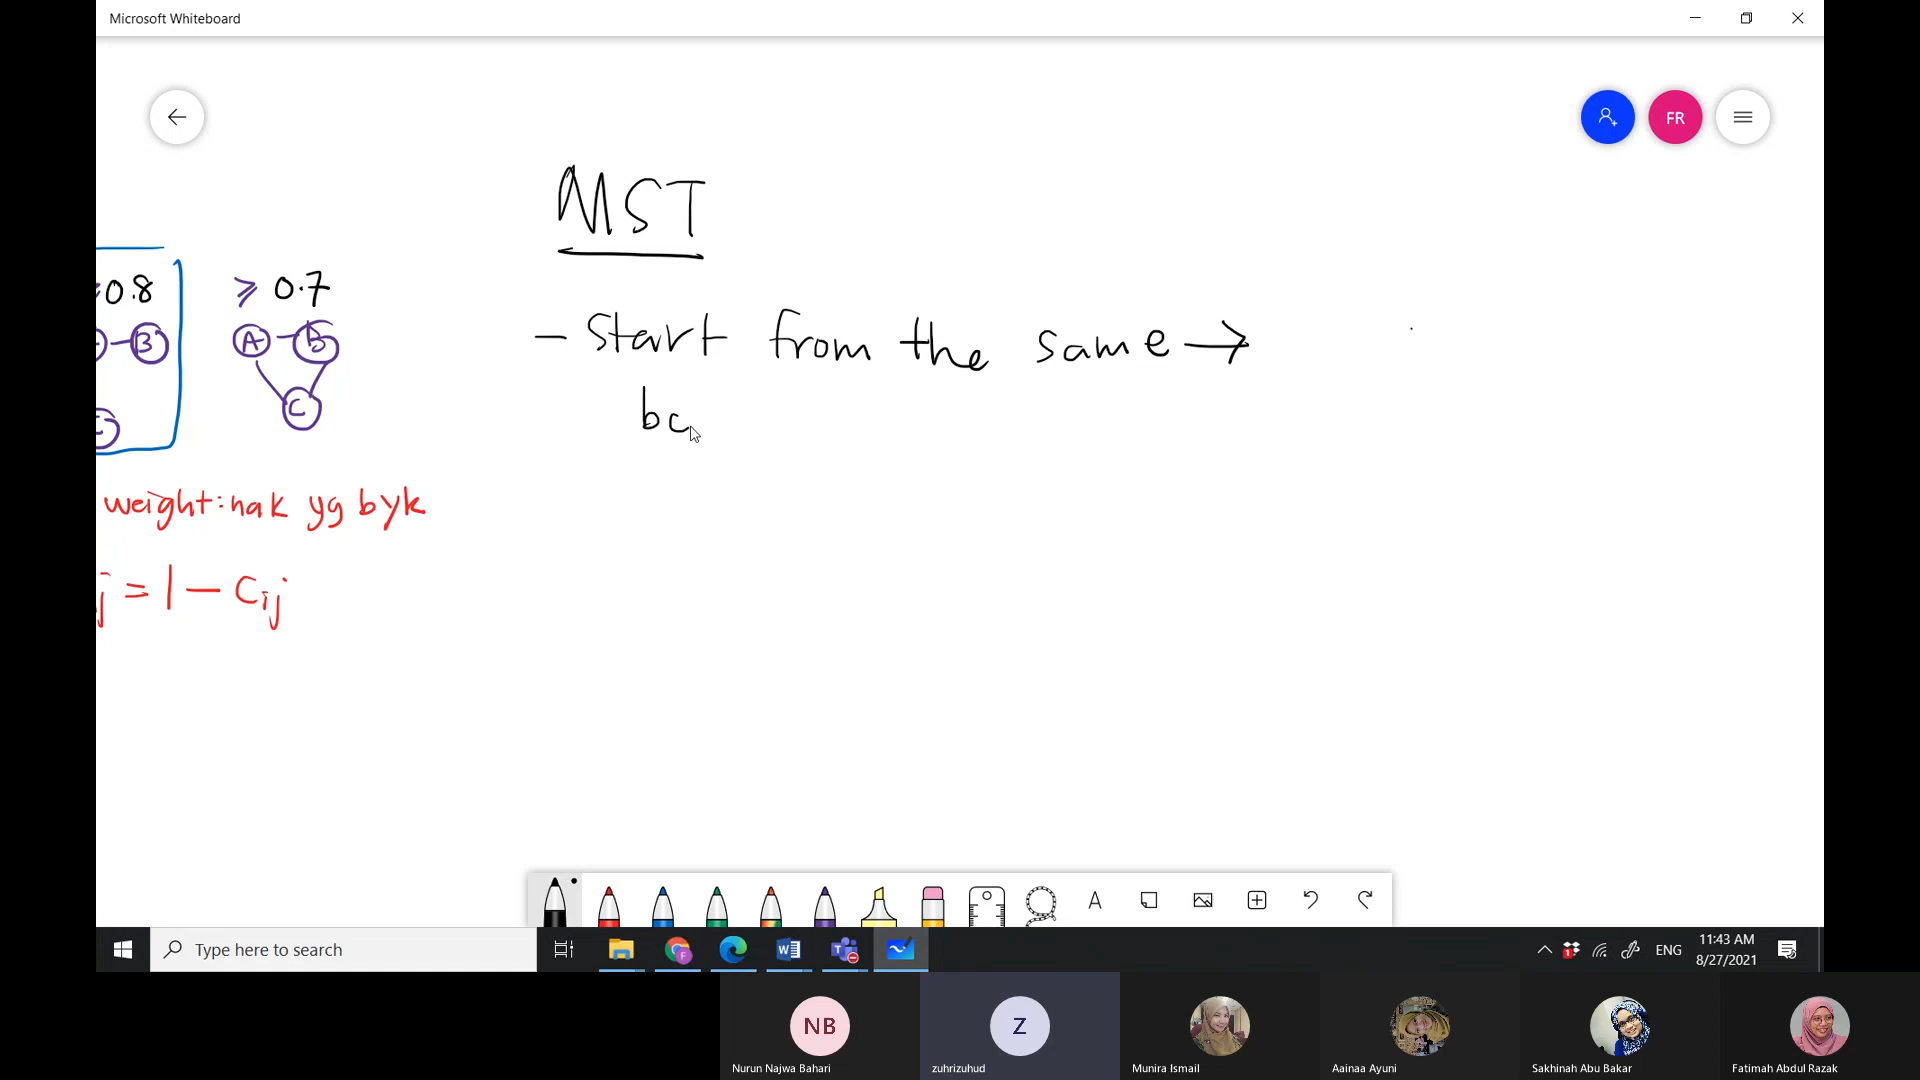 Microsoft Whiteboard
FR
MST
0.8
≥ 0.7
B
A B
C
- start from the same →
bc
weight: nak yg byk
j = 1 - cij
A
Type here to search
1
ENG
11:43 AM
8/27/2021
NB
Z
Nurun Najwa Bahari
zuhrizuhud
Munira Ismail
Aainaa Ayuni
Sakhinah Abu Bakar
Fatimah Abdul Razak